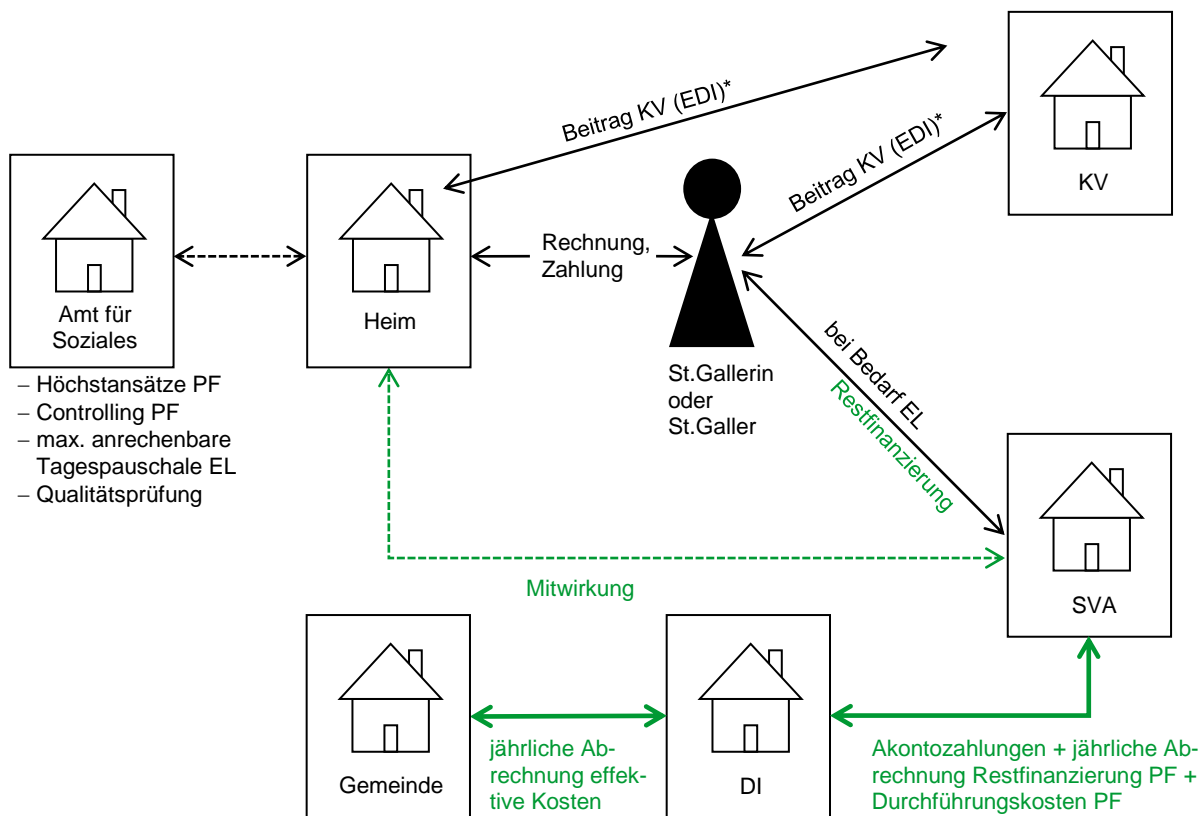 Beitrag KV (EDI)*
Beitrag KV (EDI)*
KV
Amt für
Soziales
Heim
Rechnung,
Zahlung
– Höchstansätze PF
– Controlling PF
– max. anrechenbare
Tagespauschale EL
– Qualitätsprüfung
St.Gallerin
oder
St.Galler
bei Bedarf EL
Restfinanzierung
Mitwirkung
SVA
Gemeinde
jährliche Ab-
rechnung effek-
tive Kosten
DI
Akontozahlungen + jährliche Ab-
rechnung Restfinanzierung PF +
Durchführungskosten PF